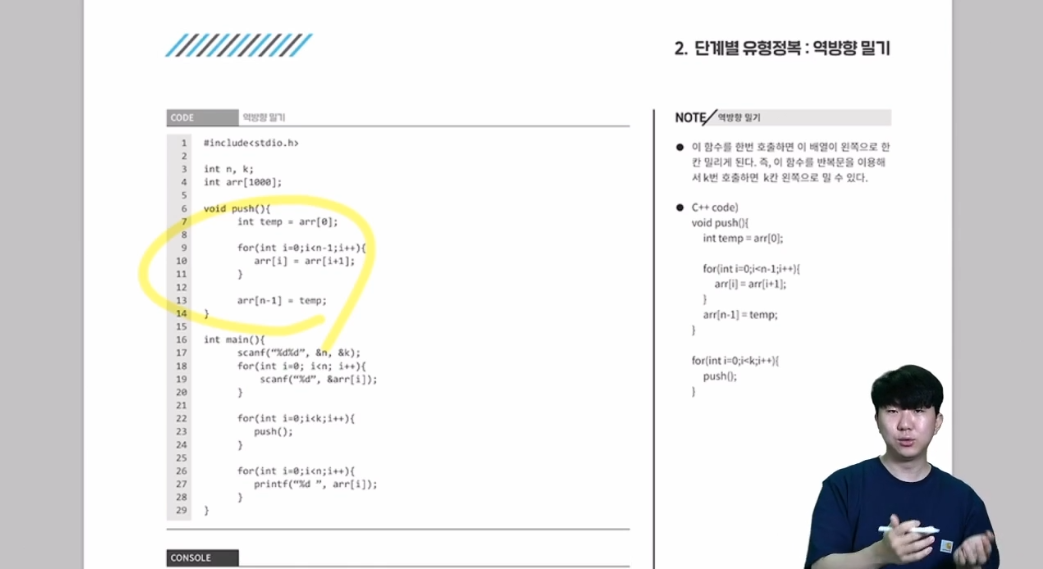 2. 단계별 유형정복 : 역방향 밀기
CODE 역방향 밀기
1 #include<stdio.h>
2
3 int n, k;
4 int arr[1000];
5
6 void push(){
7 int temp = arr[0];
8
9 for(int i=0;i<n-1;i++){
10 arr[i] = arr[i+1];
11 }
12
13 arr[n-1] = temp;
14 }
15
16 int main(){
17 scanf("%d%d", &n, &k);
18 for(int i=0; i<n; i++){
19 scanf("%d", &arr[i]);
20 }
21
22 for(int i=0;i<k;i++){
23 push();
24 }
25
26 for(int i=0;i<n;i++){
27 printf("%d ", arr[i]);
28 }
29 }
CONSOLE
NOTE 역방향 밀기
● 이 함수를 한번 호출하면 이 배열이 왼쪽으로 한
칸 밀리게 된다. 즉, 이 함수를 반복문을 이용해
서 k번 호출하면 k칸 왼쪽으로 밀 수 있다.
● C++ code)
void push(){
int temp = arr[0];
for(int i=0;i<n-1;i++){
arr[i] = arr[i+1];
}
arr[n-1] = temp;
}
for(int i=0;i<k;i++){
push();
}